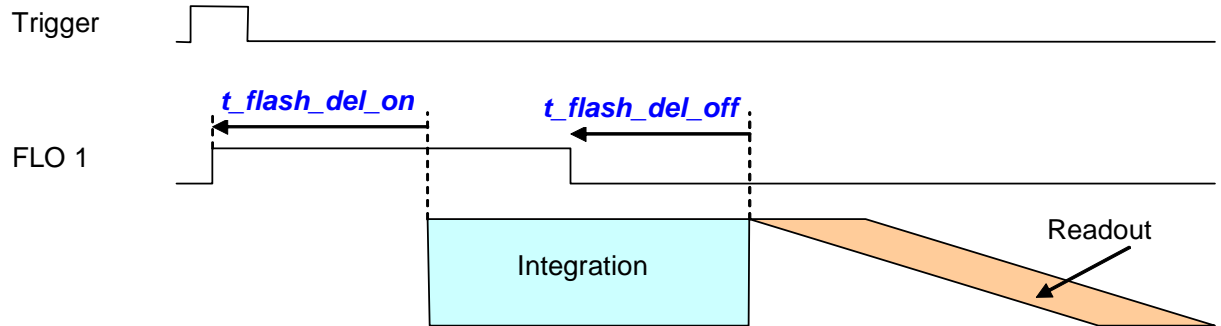 Trigger
t_flash_del_on
t_flash_del_off
FLO 1
Readout
Integration